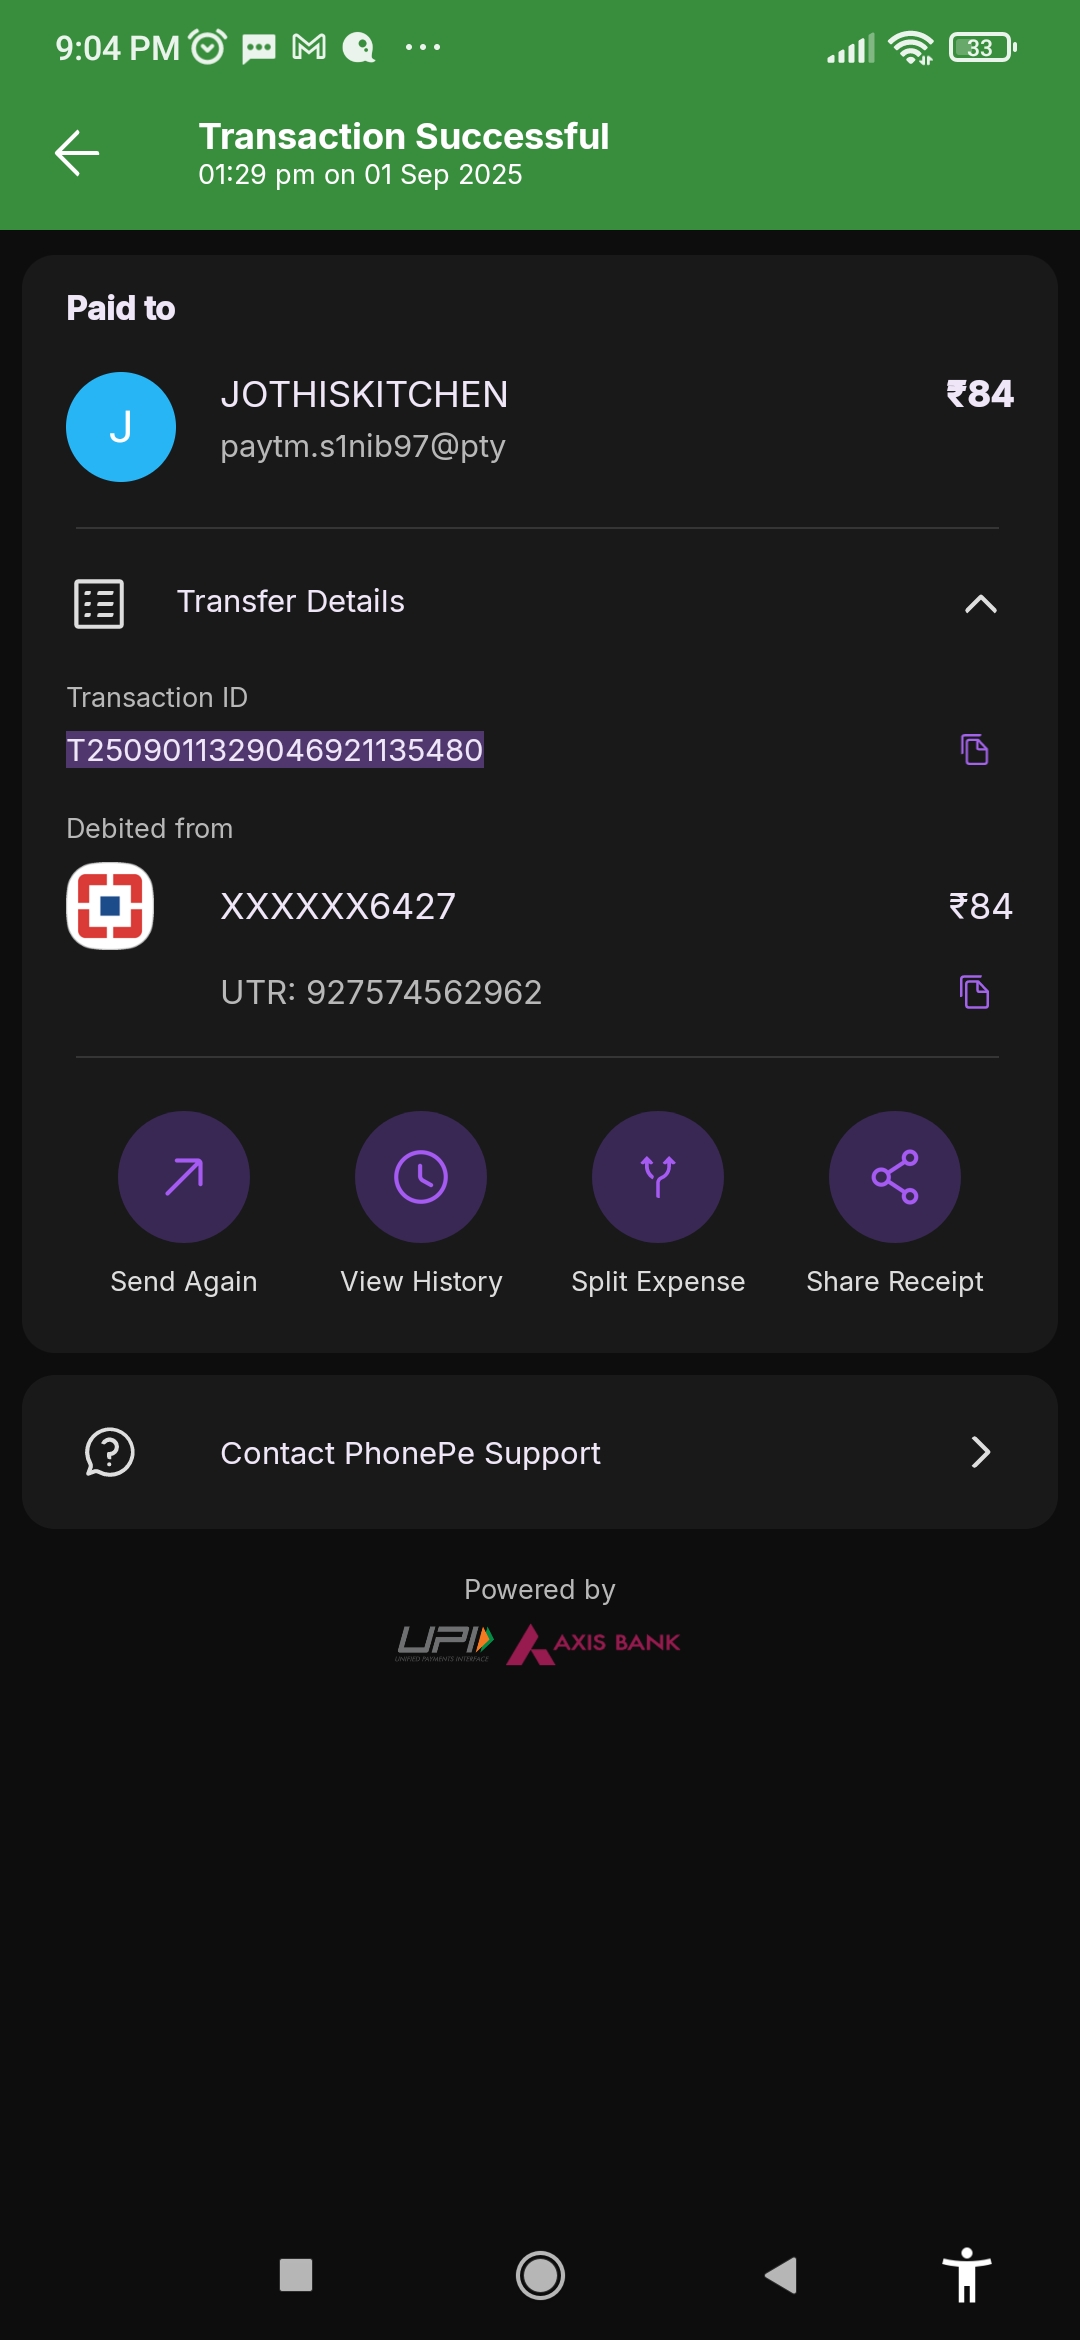 9:04 PM
33
Transaction Successful
01:29 pm on 01 Sep 2025
Paid to
J
JOTHISKITCHEN
₹84
paytm.s1nib97@pty
Transfer Details
Transaction ID
T2509011329046921135480
Debited from
XXXXXX6427
₹84
UTR: 927574562962
Send Again
View History
Split Expense
Share Receipt
Contact PhonePe Support
Powered by
UPI
UNIFIED PAYMENTS INTERFACE
AXIS BANK